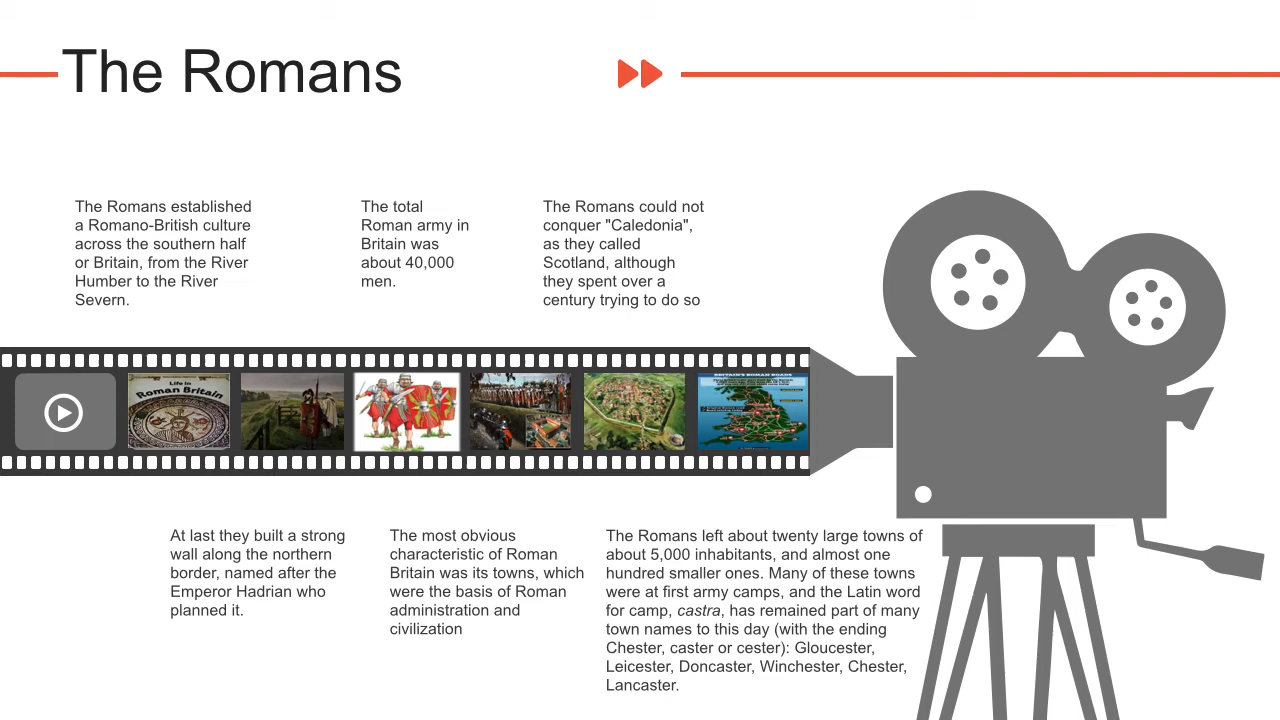 The Romans
The Romans established
a Romano-British culture
across the southern half
or Britain, from the River
Humber to the River
Severn.
The total
Roman army in
Britain was
about 40,000
men.
The Romans could not
conquer "Caledonia",
as they called
Scotland, although
they spent over a
century trying to do so
Life in
Roman Britain
BRITAIN'S ROMAN ROADS
At last they built a strong
wall along the northern
border, named after the
Emperor Hadrian who
planned it.
The most obvious
characteristic of Roman
Britain was its towns, which
were the basis of Roman
administration and
civilization
The Romans left about twenty large towns of
about 5,000 inhabitants, and almost one
hundred smaller ones. Many of these towns
were at first army camps, and the Latin word
for camp, castra, has remained part of many
town names to this day (with the ending
Chester, caster or cester): Gloucester,
Leicester, Doncaster, Winchester, Chester,
Lancaster.